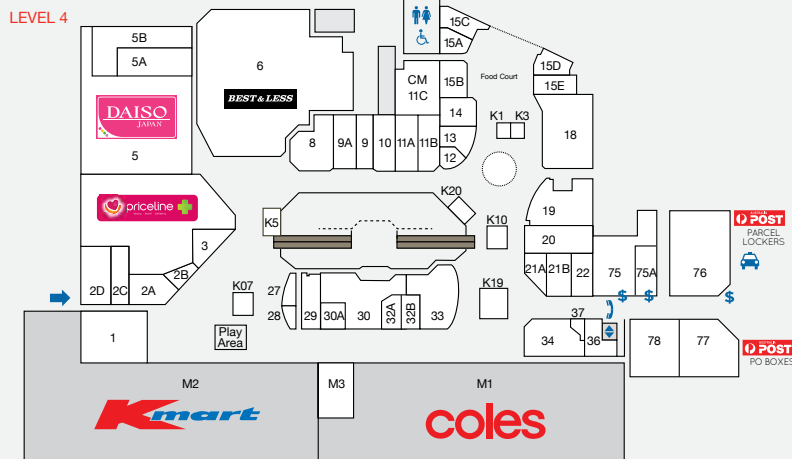 LEVEL 4
5B
5A
DAISO
JAPAN
5
6
BEST & LESS
15C
15A
CM
11C
15B
Food Court
15D
15E
14
K1 K3
18
13
12
8
9A
9
10
11A
11B
priceline
3
2B
2A
2C
2D
K5
K20
K10
19
20
21A
21B
22
75
75A
76
POST
PARCEL
LOCKERS
$
$
$
K07
27
28
29
30A
30
32A
32B
33
K19
Play
Area
1
37
34
36
78
77
POST
PO BOXES
M2
Kmart
M3
M1
coles